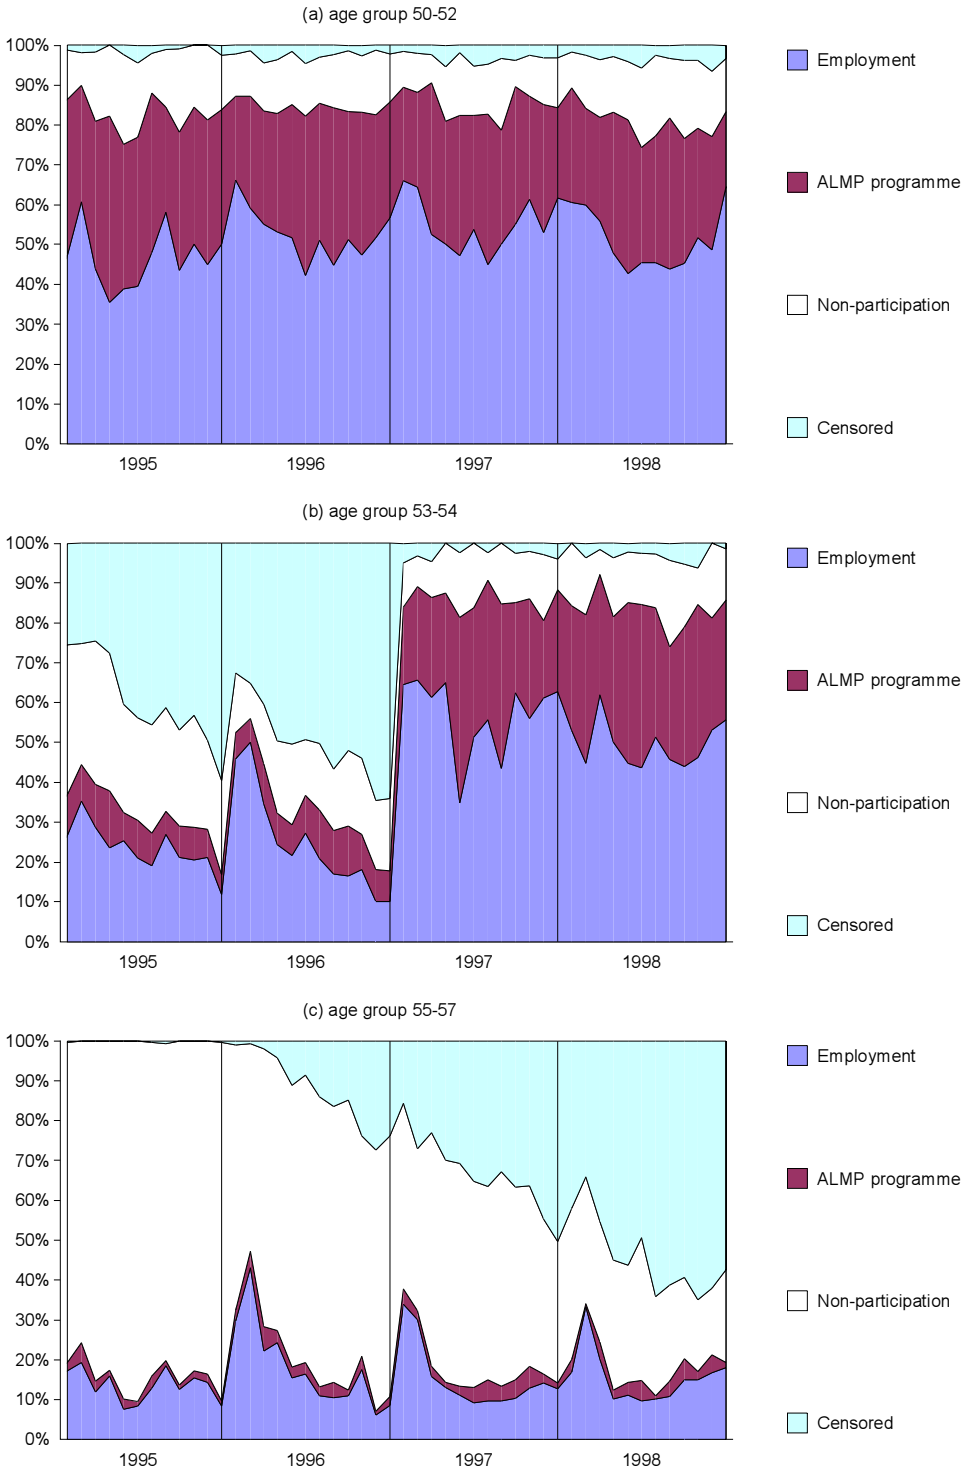 (a) age group 50-52
100%
90%
80%
70%
60%
50%
40%
30%
20%
10%
0%
1995 1996 1997 1998
Employment
ALMP programme
Non-participation
Censored
(b) age group 53-54
100%
90%
80%
70%
60%
50%
40%
30%
20%
10%
0%
1995 1996 1997 1998
Employment
ALMP programme
Non-participation
Censored
(c) age group 55-57
100%
90%
80%
70%
60%
50%
40%
30%
20%
10%
0%
1995 1996 1997 1998
Employment
ALMP programme
Non-participation
Censored